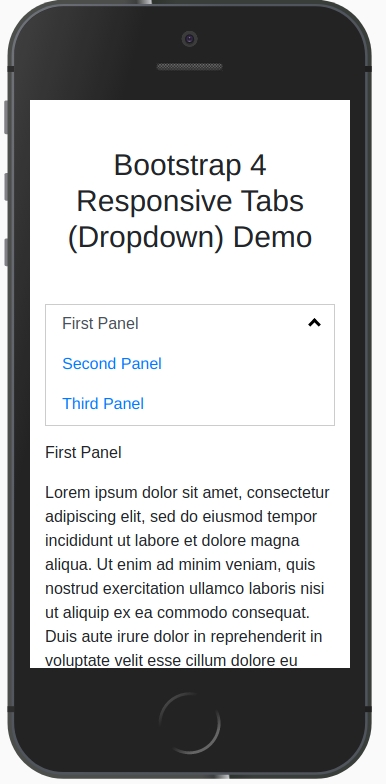 Bootstrap 4
Responsive Tabs
(Dropdown) Demo
First Panel
Second Panel
Third Panel
First Panel
Lorem ipsum dolor sit amet, consectetur
adipiscing elit, sed do eiusmod tempor
incididunt ut labore et dolore magna
aliqua. Ut enim ad minim veniam, quis
nostrud exercitation ullamco laboris nisi
ut aliquip ex ea commodo consequat.
Duis aute irure dolor in reprehenderit in
voluptate velit esse cillum dolore eu